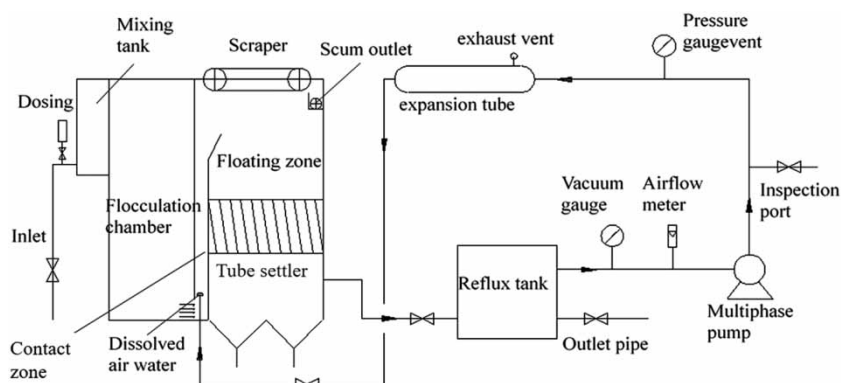 Mixing
tank
Scraper
Scum outlet
exhaust vent
Pressure
gaugevent
expansion tube
Dosing
Floating zone
Vacuum
gauge
Airflow
meter
Inspection
port
Flocculation
chamber
Inlet
Tube settler
Reflux tank
Multiphase
pump
Dissolved
air water
Outlet pipe
Contact
zone